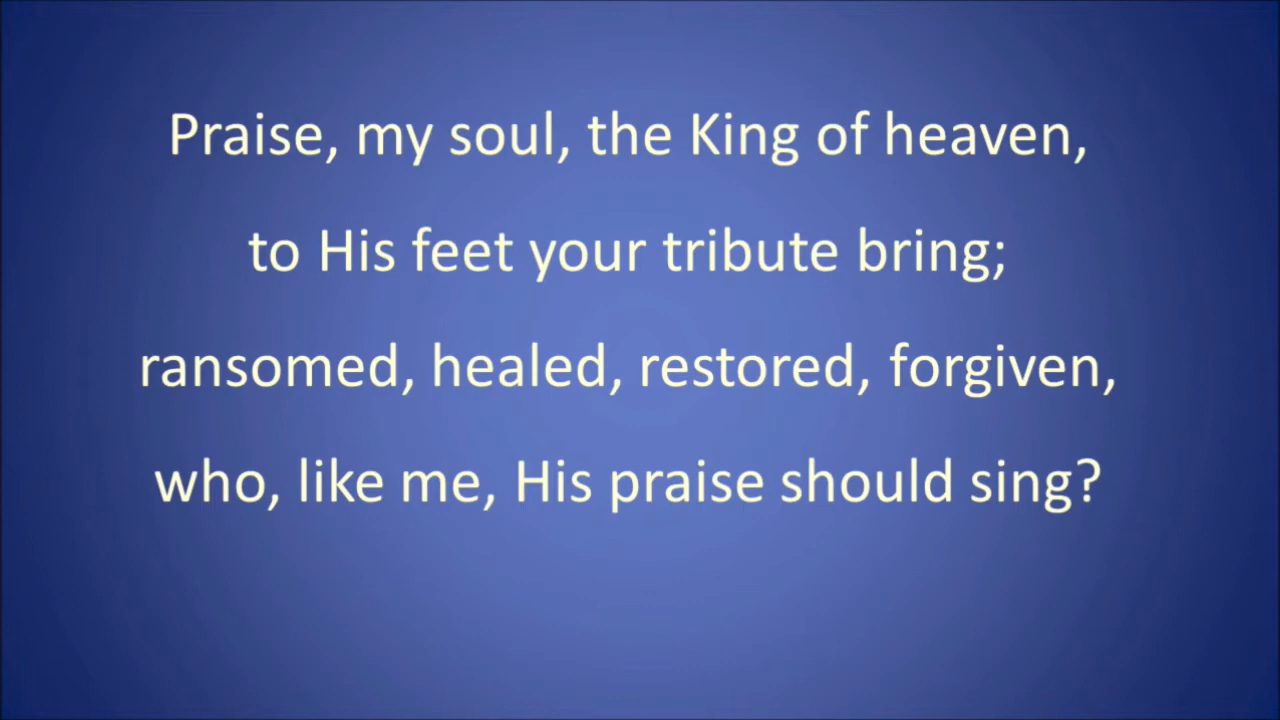 Praise, my soul, the King of heaven,
to His feet your tribute bring;
ransomed, healed, restored, forgiven,
who, like me, His praise should sing?